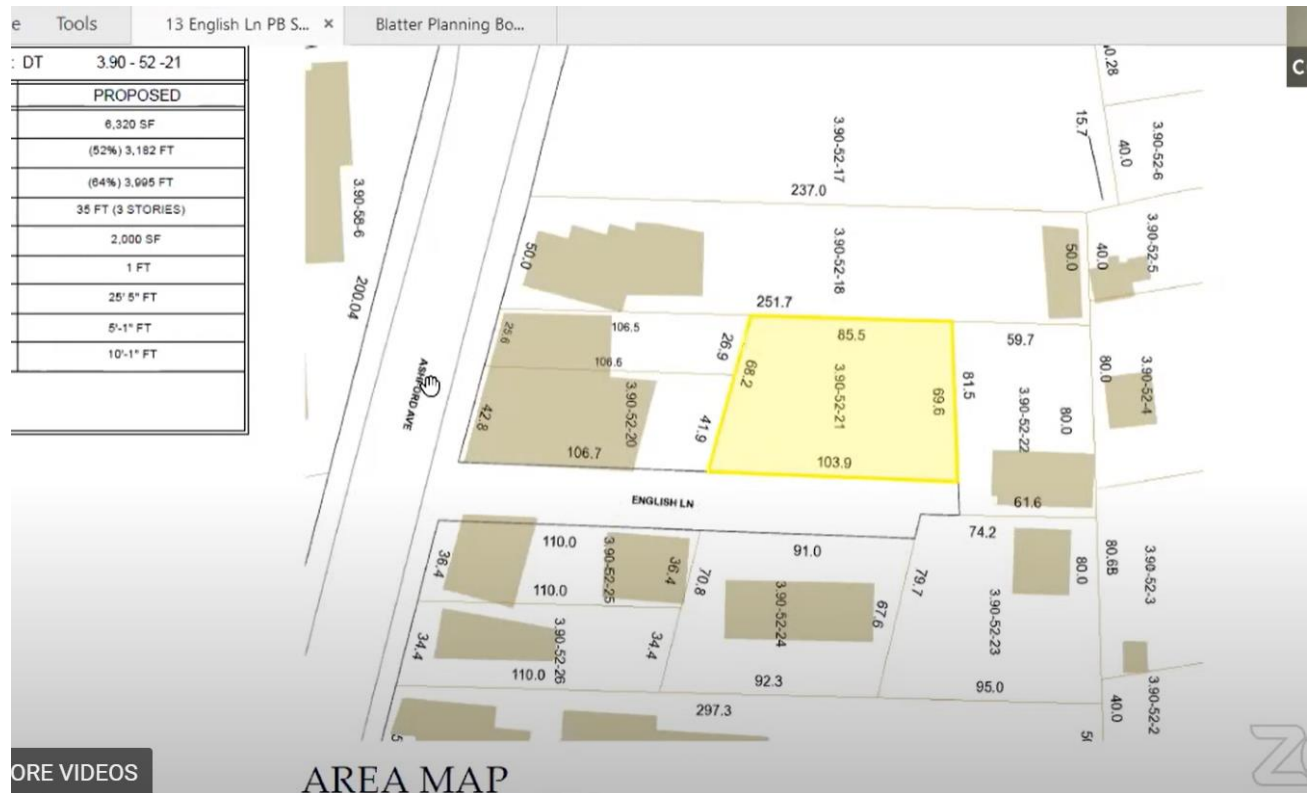 e
Tools
13 English Ln PB S... ×
Blatter Planning Bo...
C
: DT 3.90 - 52 -21
PROPOSED
6,320 SF
(52%) 3,182 FT
(64%) 3,995 FT
35 FT (3 STORIES)
2,000 SF
1 FT
25' 5" FT
5'-1" FT
10'-1" FT
0.28
15.7
3.90-52-17
40.0
3.90-52-6
237.0
3.90-58-6
50.0
3.90-52-18
50.0
40.0
3.90-52-5
200.04
251.7
25.6
106.5
26.9
85.5
59.7
106.6
68.2
3.90-52-21
69.6
81.5
80.0
3.90-52-4
ASHFORD AVE
3.90-52-20
3.90-52-22
80.0
42.8
41.9
106.7
103.9
61.6
ENGLISH LN
74.2
110.0
3.90-52-25
91.0
36.4
36.4
70.8
79.7
80.0
80.6B
3.90-52-3
110.0
3.90-52-24
67.6
3.90-52-23
34.4
3.90-52-26
34.4
110.0
92.3
95.0
40.0
3.90-52-2
297.3
5
5(
ORE VIDEOS
AREA MAP